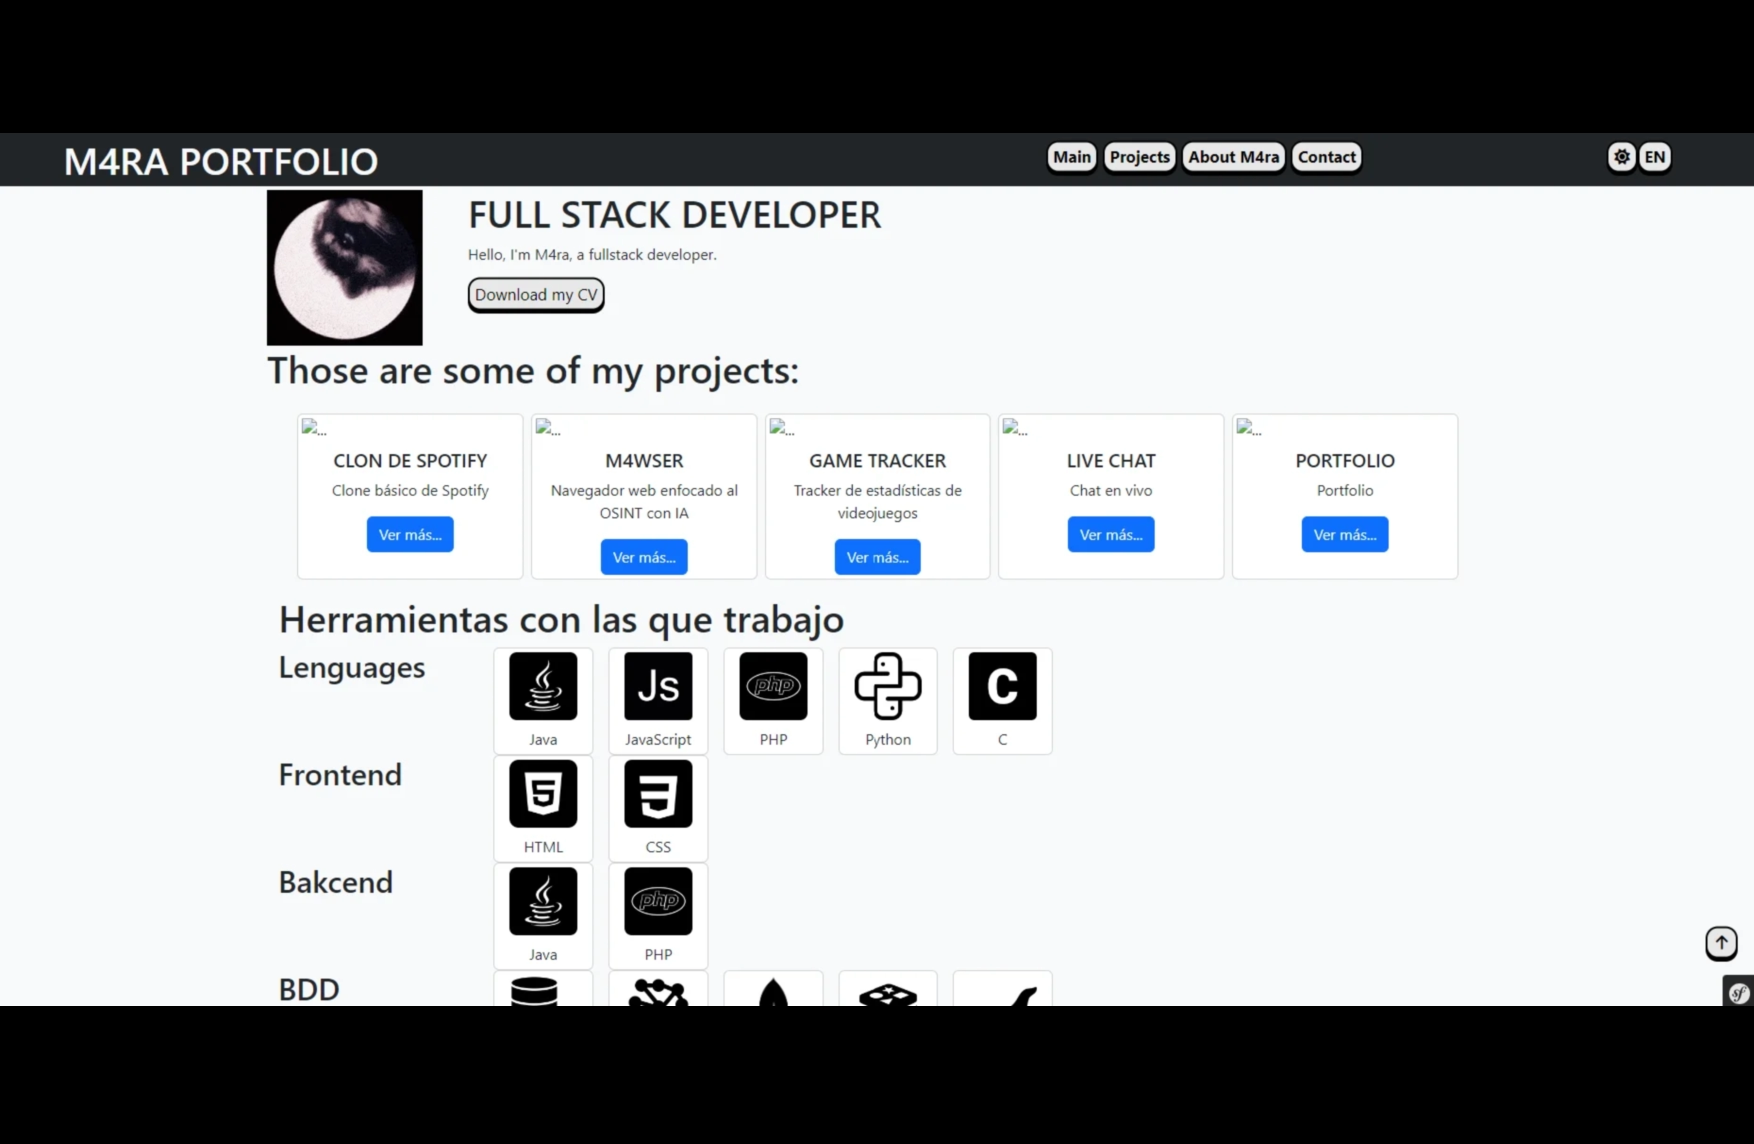 M4RA PORTFOLIO
Main Projects About M4ra Contact
EN
FULL STACK DEVELOPER
Hello, I'm M4ra, a fullstack developer.
Download my CV
Those are some of my projects:
... ... ... ... ...
CLON DE SPOTIFY M4WSER GAME TRACKER LIVE CHAT PORTFOLIO
Clone básico de Spotify Navegador web enfocado al Tracker de estadísticas de Chat en vivo Portfolio
OSINT con IA videojuegos
Ver más... Ver más... Ver más...
Ver más... Ver más...
Herramientas con las que trabajo
Lenguages
Js php C
Java JavaScript PHP Python C
Frontend
5 3
HTML CSS
Bakcend
php
Java PHP
BDD
sf